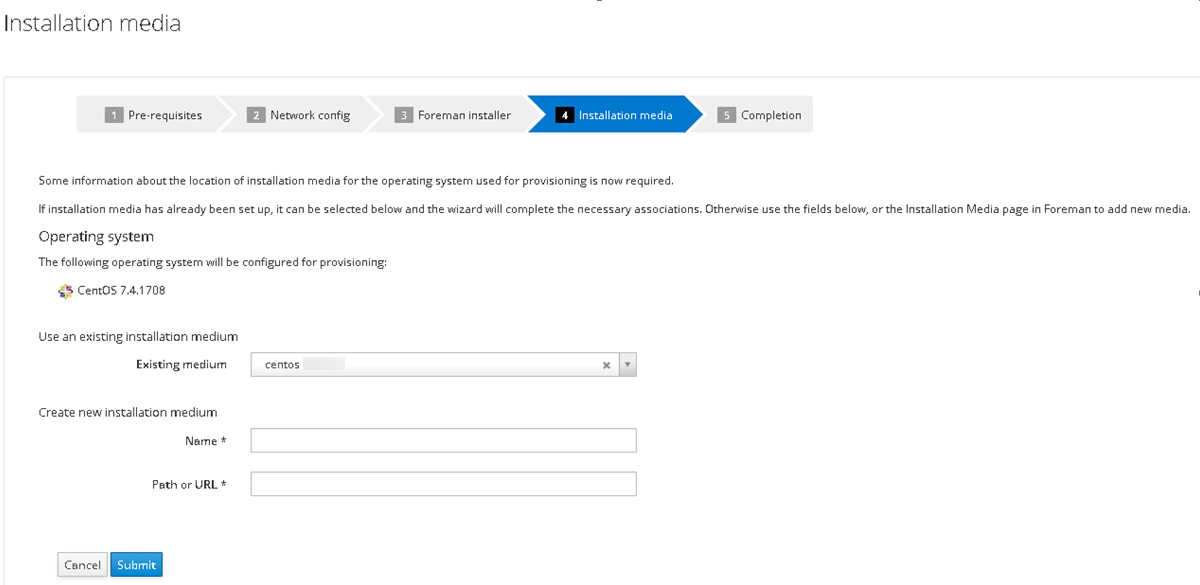 Installation media
1 Pre-requisites 2 Network config 3 Foreman installer 4 Installation media 5 Completion
Some information about the location of installation media for the operating system used for provisioning is now required.
If installation media has already been set up, it can be selected below and the wizard will complete the necessary associations. Otherwise use the fields below, or the Installation Media page in Foreman to add new media.
Operating system
The following operating system will be configured for provisioning:
CentOS 7.4.1708
Use an existing installation medium
Existing medium centos
Create new installation medium
Name *
Path or URL *
Cancel Submit